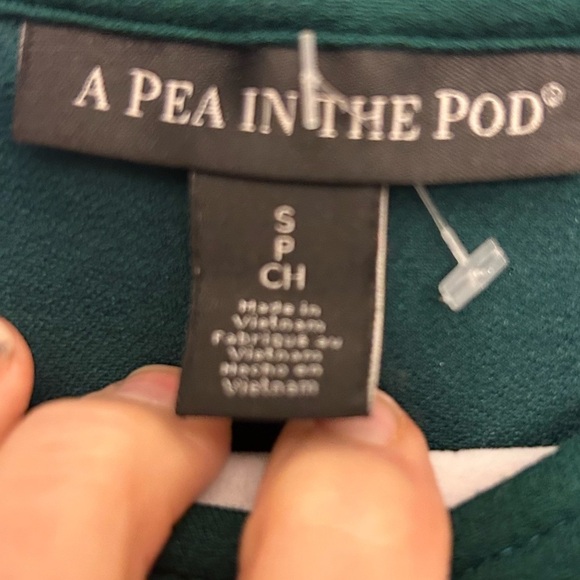 A PEA IN THE POD®
S
P
CH
Made in
Vietnam
Fabriqué au
Vietnam
Hecho en
Vietnam